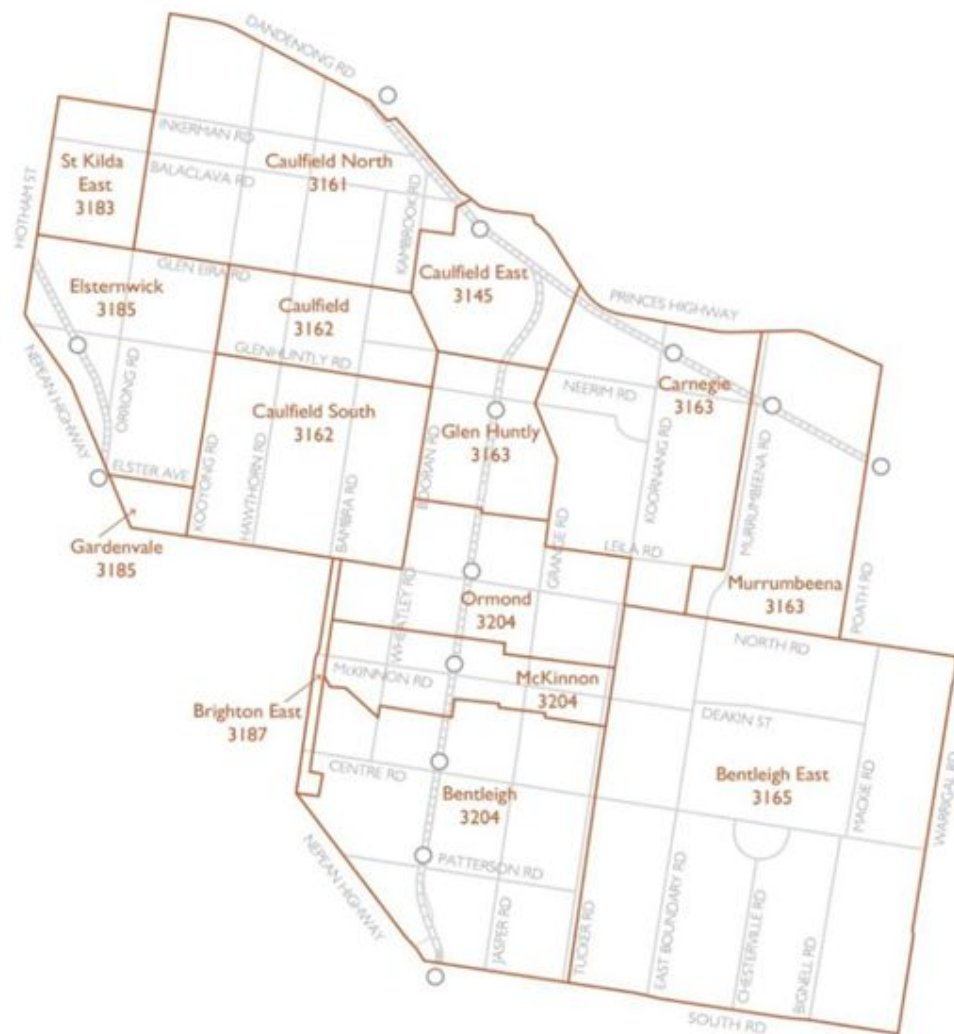 DANDENONG RD
INKERMAN RD
Caulfield North
3161
St Kilda
East
3183
BALACLAVA RD
HOTHAM ST
KAMBROOK RD
GLEN EIRA RD
Caulfield East
3145
Elsternwick
3185
Caulfield
3162
PRINCES HIGHWAY
GLENHUNTLY RD
NEERIM RD
Carnegie
3163
NEPEAN HIGHWAY
ORRONG RD
Caulfield South
3162
Glen Huntly
3163
ELSTER AVE
KOOYONG RD
HAWTHORN RD
BAMBRA RD
BOORAN RD
GRANGE RD
KOORNANG RD
MURRUMBEENA RD
LEILA RD
Gardenvale
3185
Murrumbeena
3163
POATH RD
WHEATLEY RD
Ormond
3204
NORTH RD
McKINNON RD
McKinnon
3204
Brighton East
3187
DEAKIN ST
CENTRE RD
Bentleigh
3204
Bentleigh East
3165
MACKIE RD
WARRIGAL RD
PATTERSON RD
NEPEAN HIGHWAY
JASPER RD
TUCKER RD
EAST BOUNDARY RD
CHESTERVILLE RD
BIGNELL RD
SOUTH RD